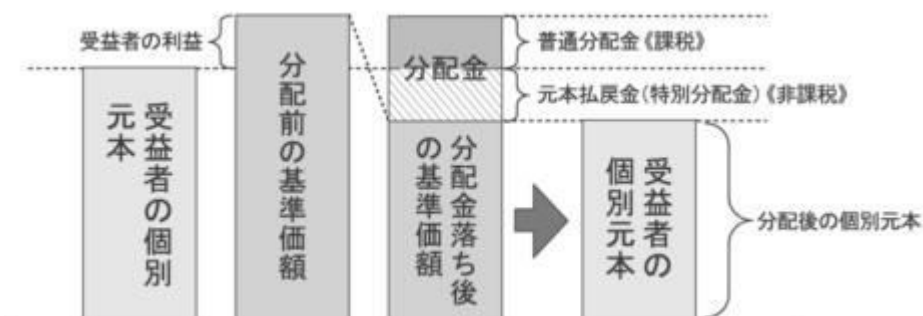 受益者の利益
受益者の個別
元本
分配前の基準価額
分配金
分配金落ち後
の基準価額
普通分配金《課税》
元本払戻金(特別分配金)《非課税》
受益者の
個別元本
分配後の個別元本